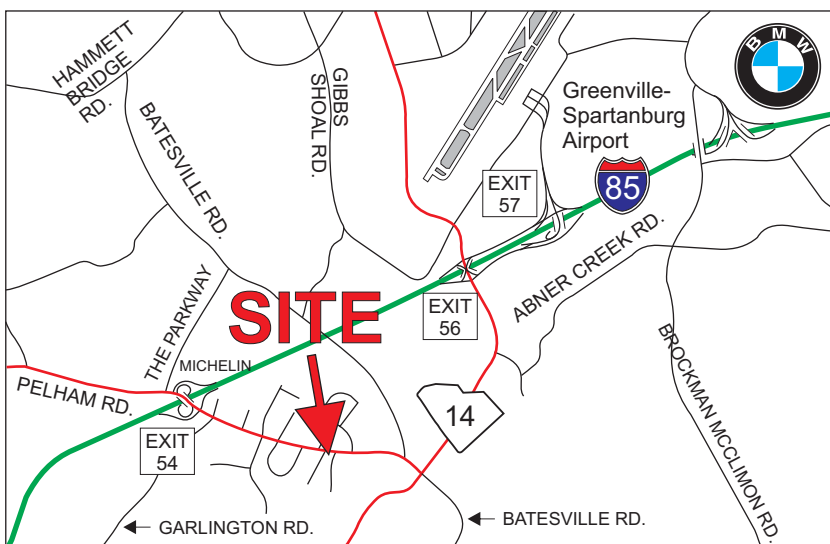 HAMMETT
BRIDGE
RD.
BATESVILLE RD.
GIBBS
SHOAL RD.
BMW
Greenville-
Spartanburg
Airport
EXIT
57
85
ABNER CREEK RD.
EXIT
56
SITE
THE PARKWAY
MICHELIN
PELHAM RD.
EXIT
54
14
BROCKMAN MCCLIMON RD.
GARLINGTON RD.
BATESVILLE RD.